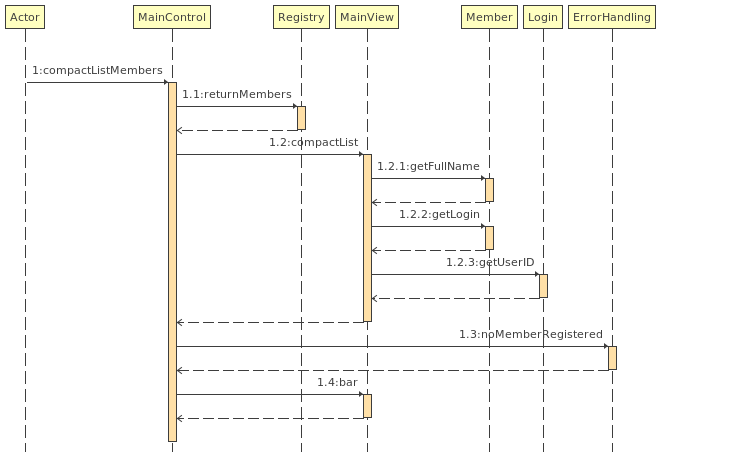 Actor MainControl Registry MainView Member Login ErrorHandling
1:compactListMembers
1.1:returnMembers
1.2:compactList
1.2.1:getFullName
1.2.2:getLogin
1.2.3:getUserID
1.3:noMemberRegistered
1.4:bar